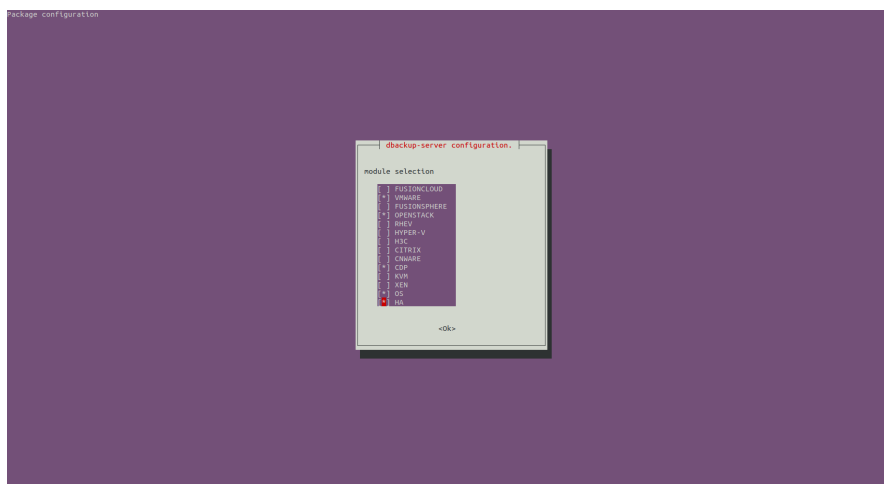 Package configuration
dbackup-server configuration.
module selection
[ ] FUSIONCLOUD
[*] VMWARE
[ ] FUSIONSPHERE
[*] OPENSTACK
[ ] RHEV
[ ] HYPER-V
[ ] H3C
[ ] CITRIX
[ ] CNWARE
[*] CDP
[ ] KVM
[ ] XEN
[*] OS
[*] HA
<Ok>